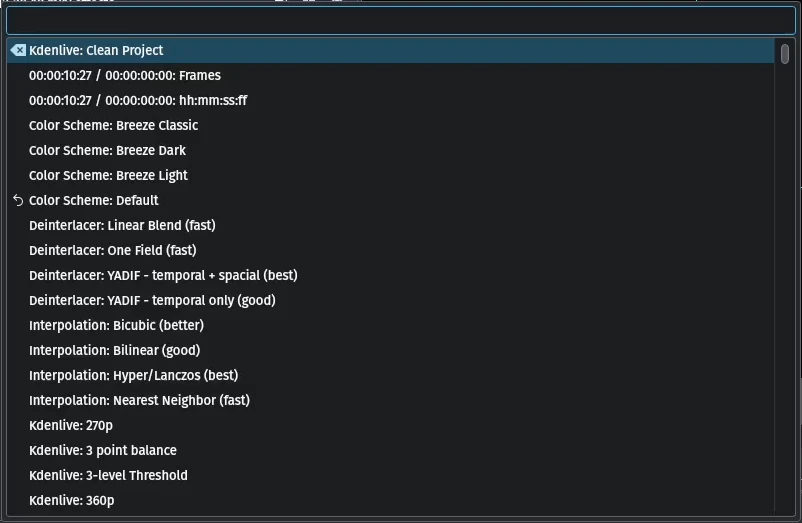 Kdenlive: Clean Project
00:00:10:27 / 00:00:00:00: Frames
00:00:10:27 / 00:00:00:00: hh:mm:ss:ff
Color Scheme: Breeze Classic
Color Scheme: Breeze Dark
Color Scheme: Breeze Light
Color Scheme: Default
Deinterlacer: Linear Blend (fast)
Deinterlacer: One Field (fast)
Deinterlacer: YADIF - temporal + spacial (best)
Deinterlacer: YADIF - temporal only (good)
Interpolation: Bicubic (better)
Interpolation: Bilinear (good)
Interpolation: Hyper/Lanczos (best)
Interpolation: Nearest Neighbor (fast)
Kdenlive: 270p
Kdenlive: 3 point balance
Kdenlive: 3-level Threshold
Kdenlive: 360p